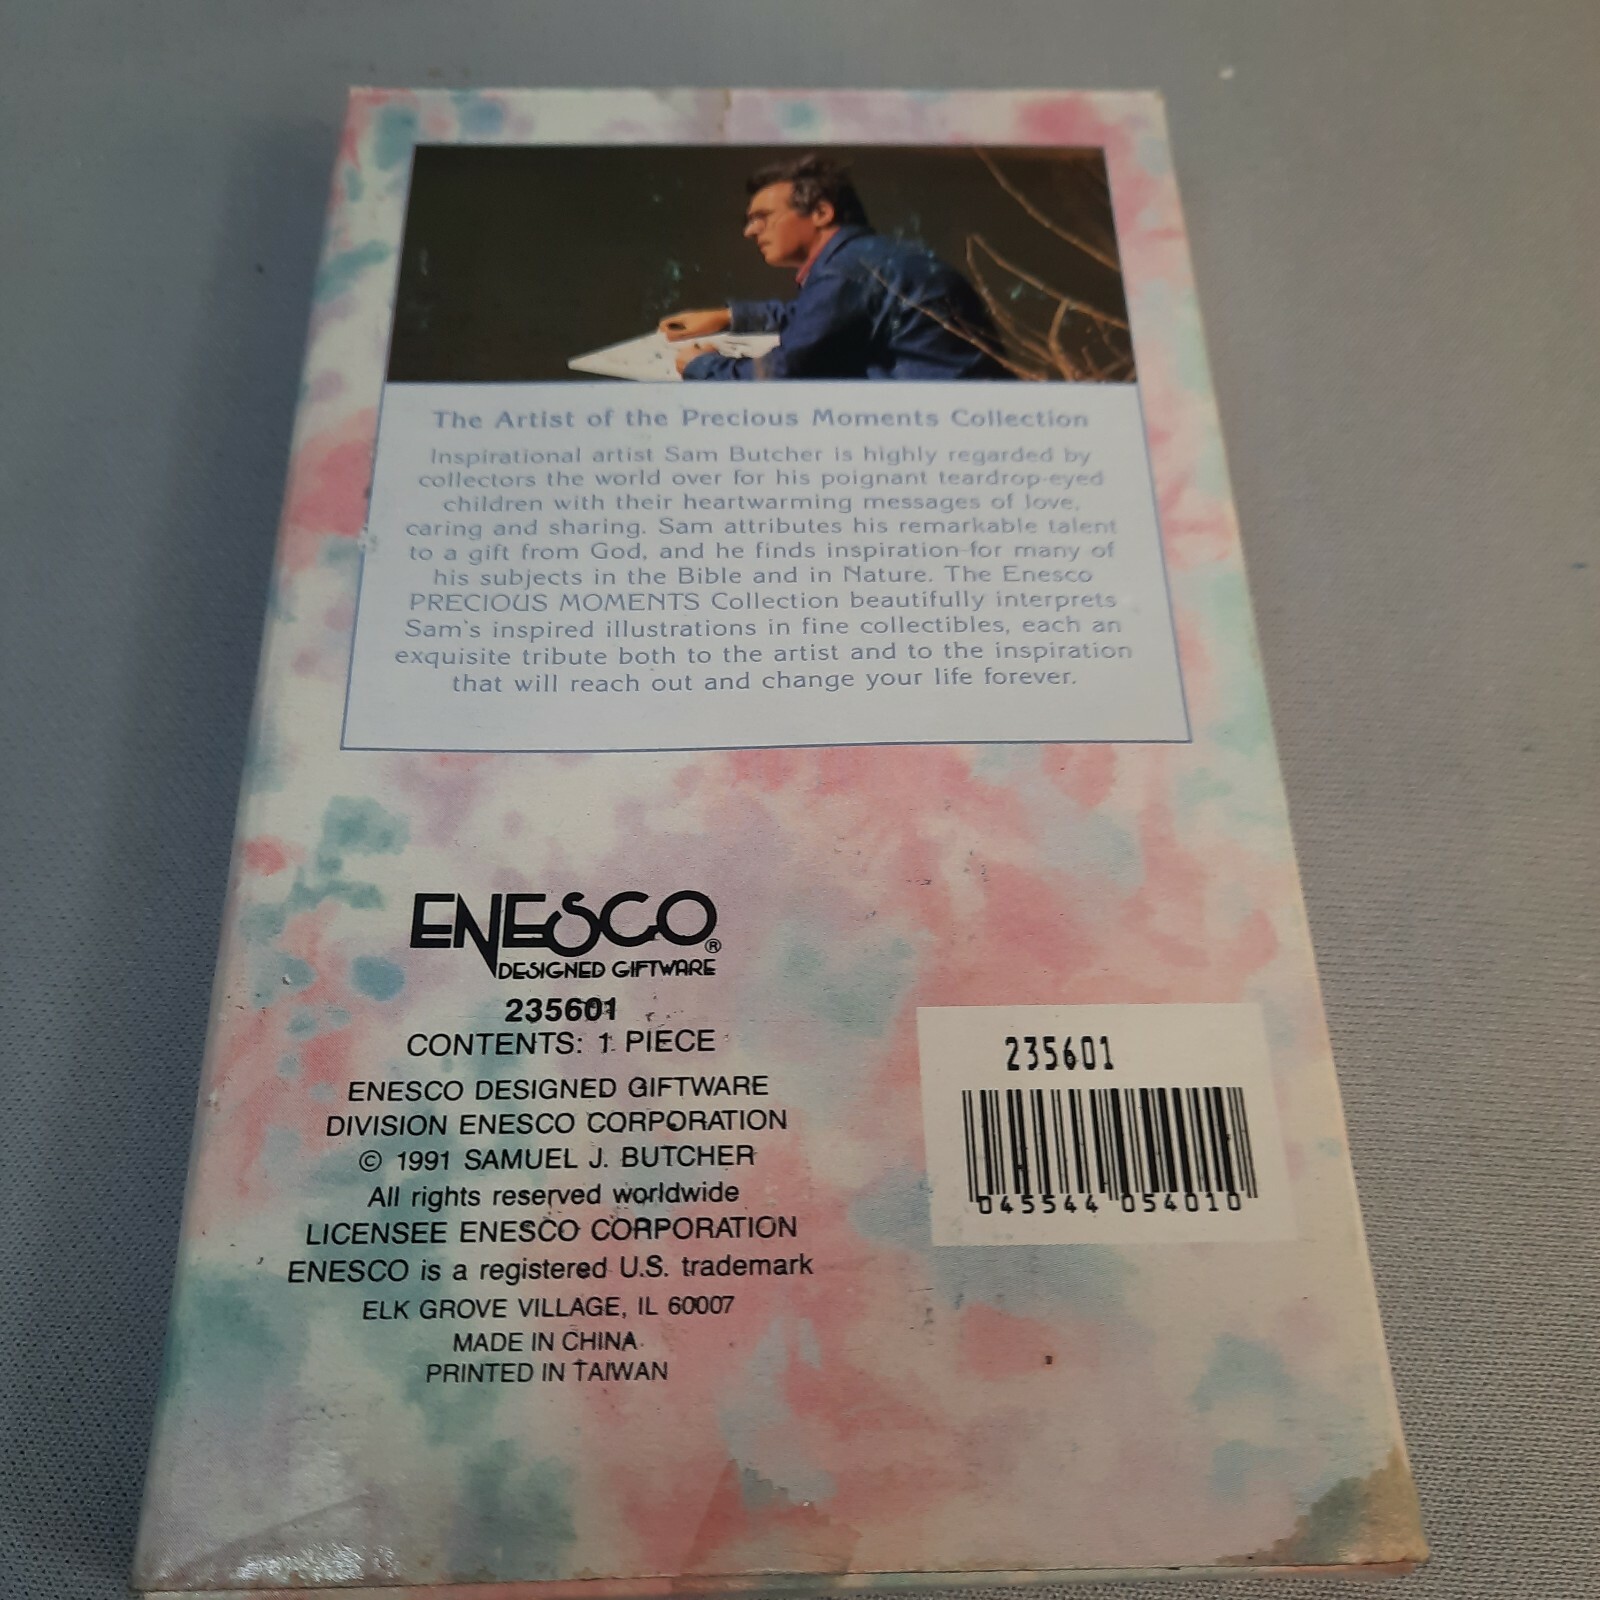 The Artist of the Precious Moments Collection
Inspirational artist Sam Butcher is highly regarded by
collectors the world over for his poignant teardrop-eyed
children with their heartwarming messages of love,
caring and sharing. Sam attributes his remarkable talent
to a gift from God, and he finds inspiration for many of
his subjects in the Bible and in Nature. The Enesco
PRECIOUS MOMENTS Collection beautifully interprets
Sam's inspired illustrations in fine collectibles, each an
exquisite tribute both to the artist and to the inspiration
that will reach out and change your life forever.
ENESCO®
DESIGNED GIFTWARE
235601
CONTENTS: 1 PIECE
ENESCO DESIGNED GIFTWARE
DIVISION ENESCO CORPORATION
© 1991 SAMUEL J. BUTCHER
All rights reserved worldwide
LICENSEE ENESCO CORPORATION
ENESCO is a registered U.S. trademark
ELK GROVE VILLAGE, IL 60007
MADE IN CHINA
PRINTED IN TAIWAN
235601
045544 054010